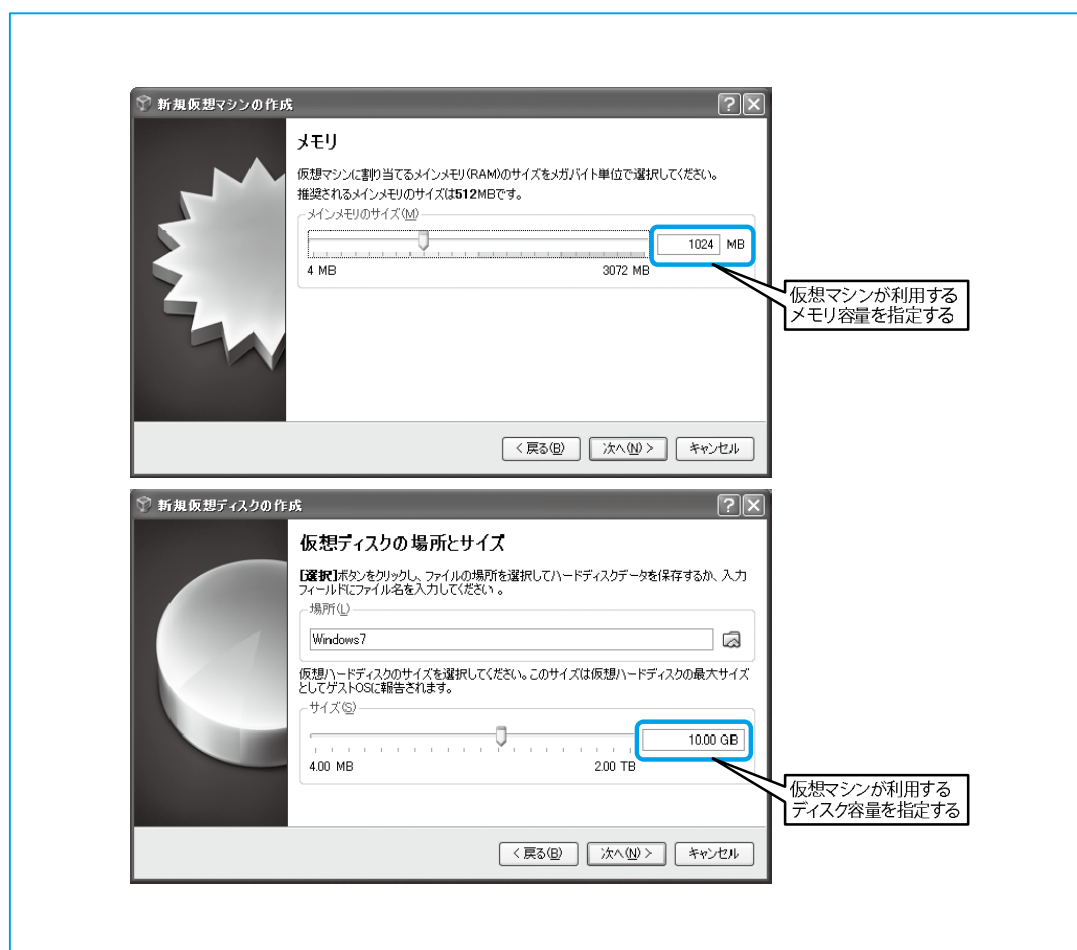 新規仮想マシンの作成
メモリ
仮想マシンに割り当てるメインメモリ(RAM)のサイズをメガバイト単位で選択してください。
推奨されるメインメモリのサイズは512MBです。
メインメモリのサイズ(M)
1024 MB
4 MB 3072 MB
仮想マシンが利用する
メモリ容量を指定する
< 戻る(B) 次へ(N) > キャンセル
新規仮想ディスクの作成
仮想ディスクの場所とサイズ
[選択]ボタンをクリックし、ファイルの場所を選択してハードディスクデータを保存するか、入力
フィールドにファイル名を入力してください。
場所(L)
Windows7
仮想ハードディスクのサイズを選択してください。このサイズは仮想ハードディスクの最大サイズ
としてゲストOSに報告されます。
サイズ(S)
10.00 GB
4.00 MB 2.00 TB
仮想マシンが利用する
ディスク容量を指定する
< 戻る(B) 次へ(N) > キャンセル